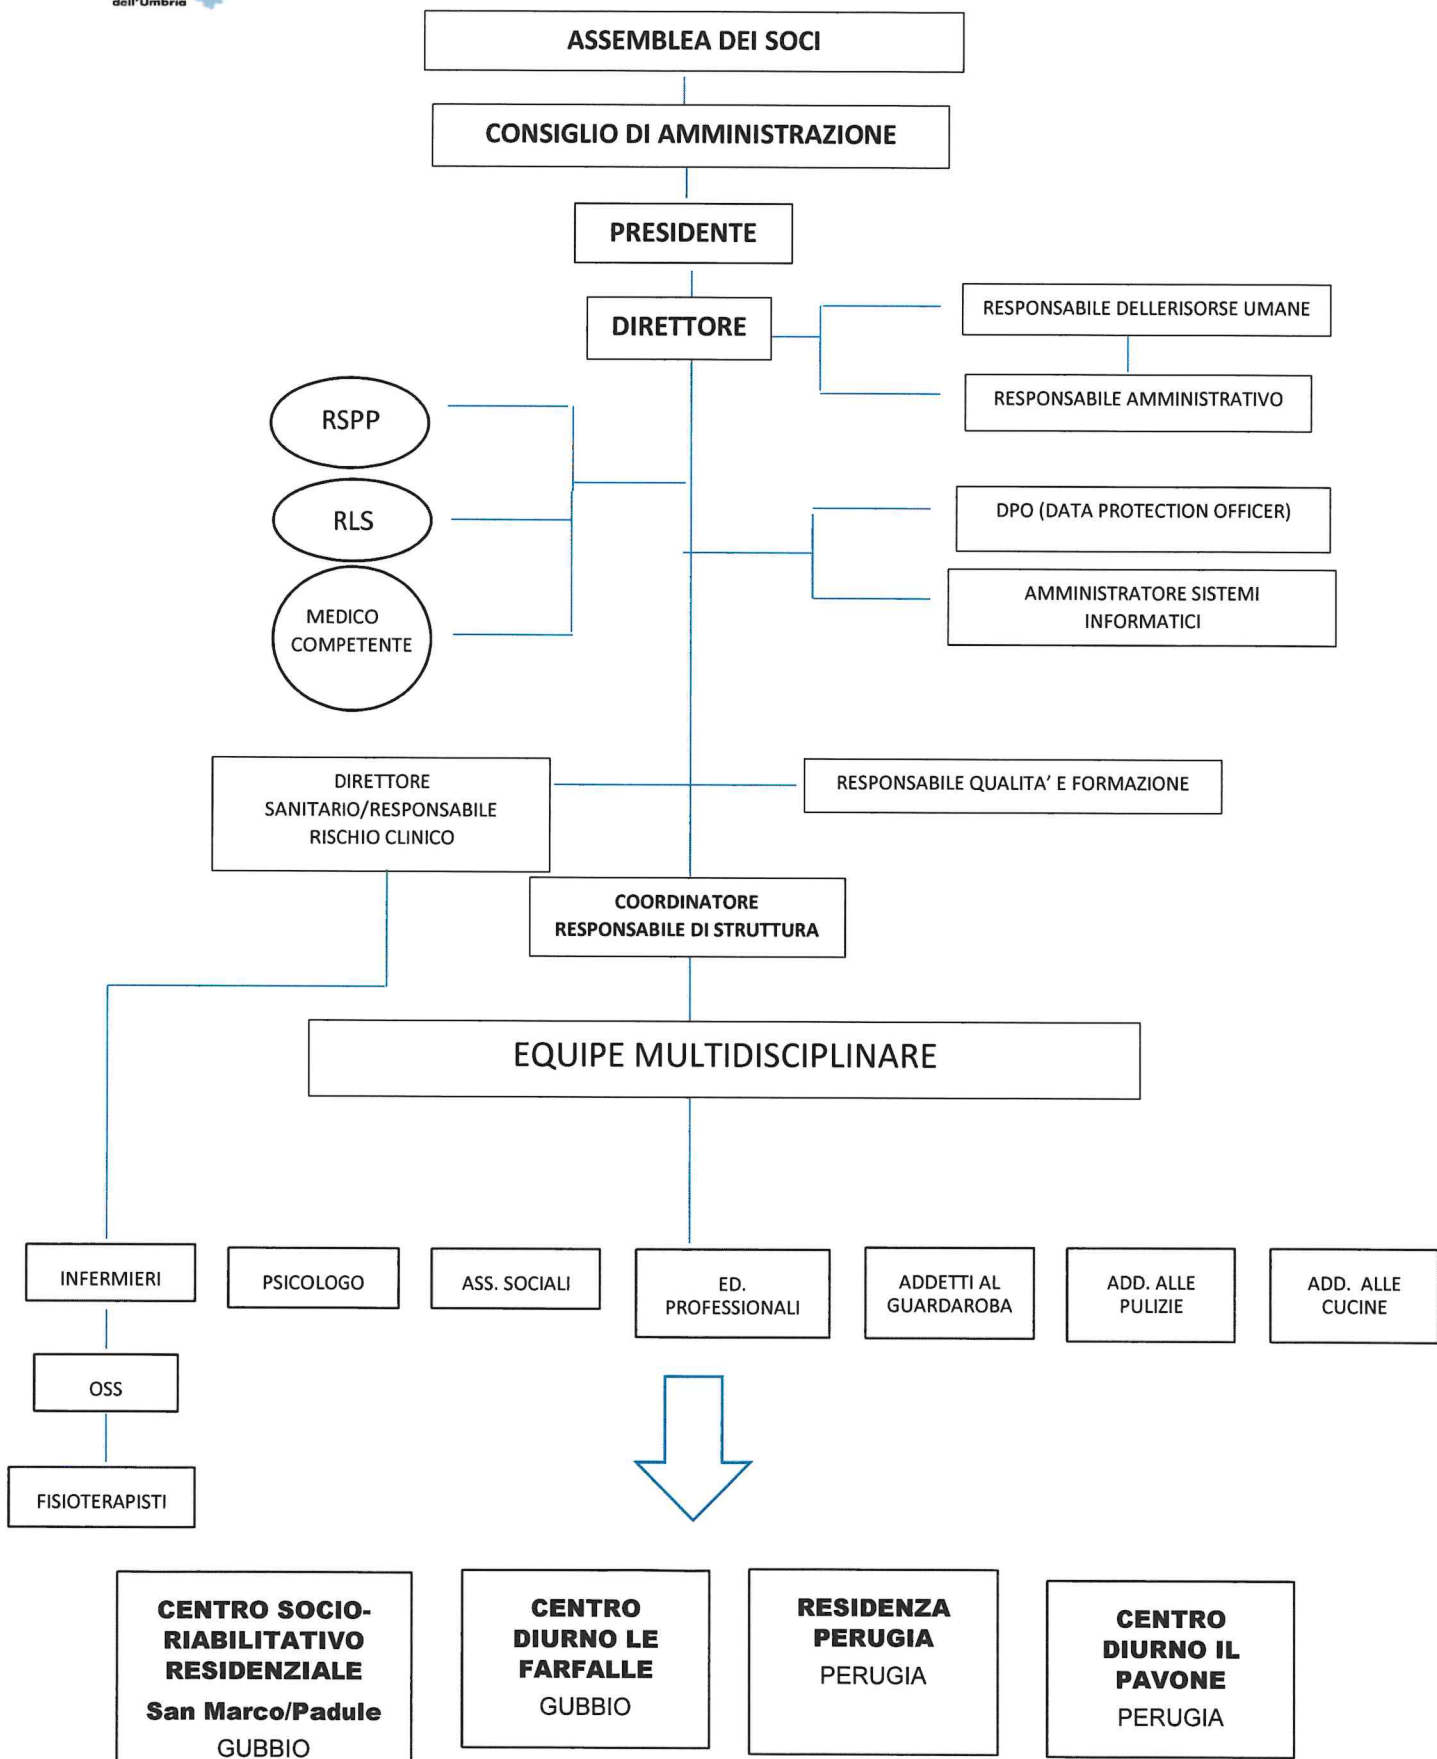 dell'Umbria
ASSEMBLEA DEI SOCI
CONSIGLIO DI AMMINISTRAZIONE
PRESIDENTE
DIRETTORE
RESPONSABILE DELLERISORSE UMANE
RESPONSABILE AMMINISTRATIVO
RSPP
RLS
MEDICO
COMPETENTE
DPO (DATA PROTECTION OFFICER)
AMMINISTRATORE SISTEMI
INFORMATICI
DIRETTORE
SANITARIO/RESPONSABILE
RISCHIO CLINICO
RESPONSABILE QUALITA' E FORMAZIONE
COORDINATORE
RESPONSABILE DI STRUTTURA
EQUIPE MULTIDISCIPLINARE
INFERMIERI
PSICOLOGO
ASS. SOCIALI
ED.
PROFESSIONALI
ADDETTI AL
GUARDAROBA
ADD. ALLE
PULIZIE
ADD. ALLE
CUCINE
OSS
FISIOTERAPISTI
CENTRO SOCIO-
RIABILITATIVO
RESIDENZIALE
San Marco/Padule
GUBBIO
CENTRO
DIURNO LE
FARFALLE
GUBBIO
RESIDENZA
PERUGIA
PERUGIA
CENTRO
DIURNO IL
PAVONE
PERUGIA